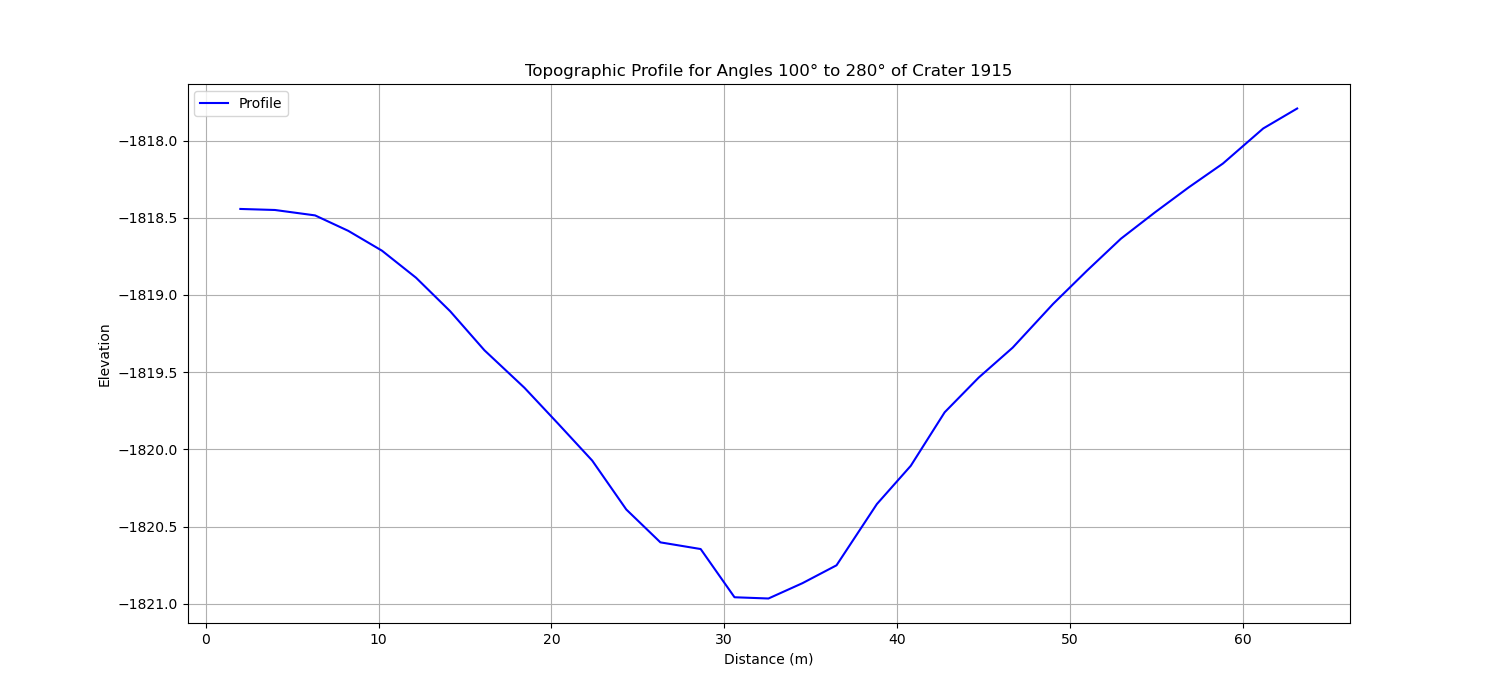 Topographic Profile for Angles 100° to 280° of Crater 1915
Profile
−1818.0
−1818.5
−1819.0
−1819.5
−1820.0
−1820.5
−1821.0
Elevation
0 10 20 30 40 50 60
Distance (m)